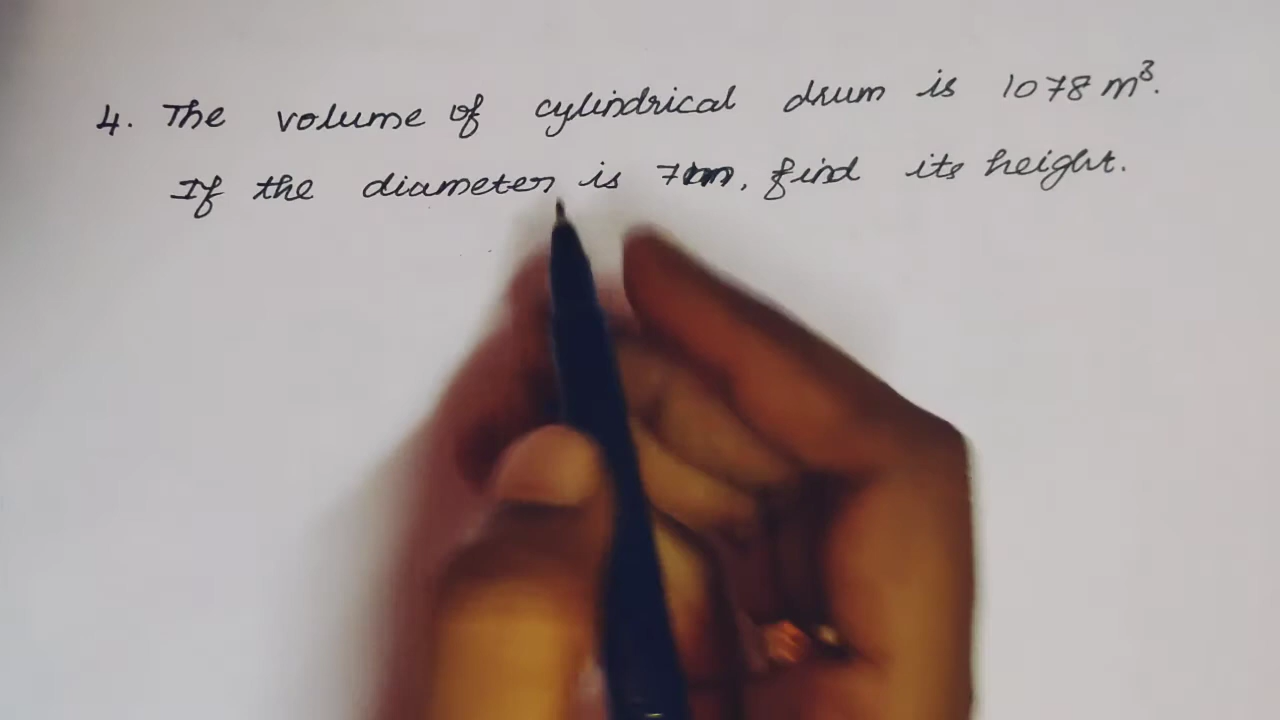 4. The volume of cylindrical drum is 1078 m³.
If the diameter is 7m, find its height.